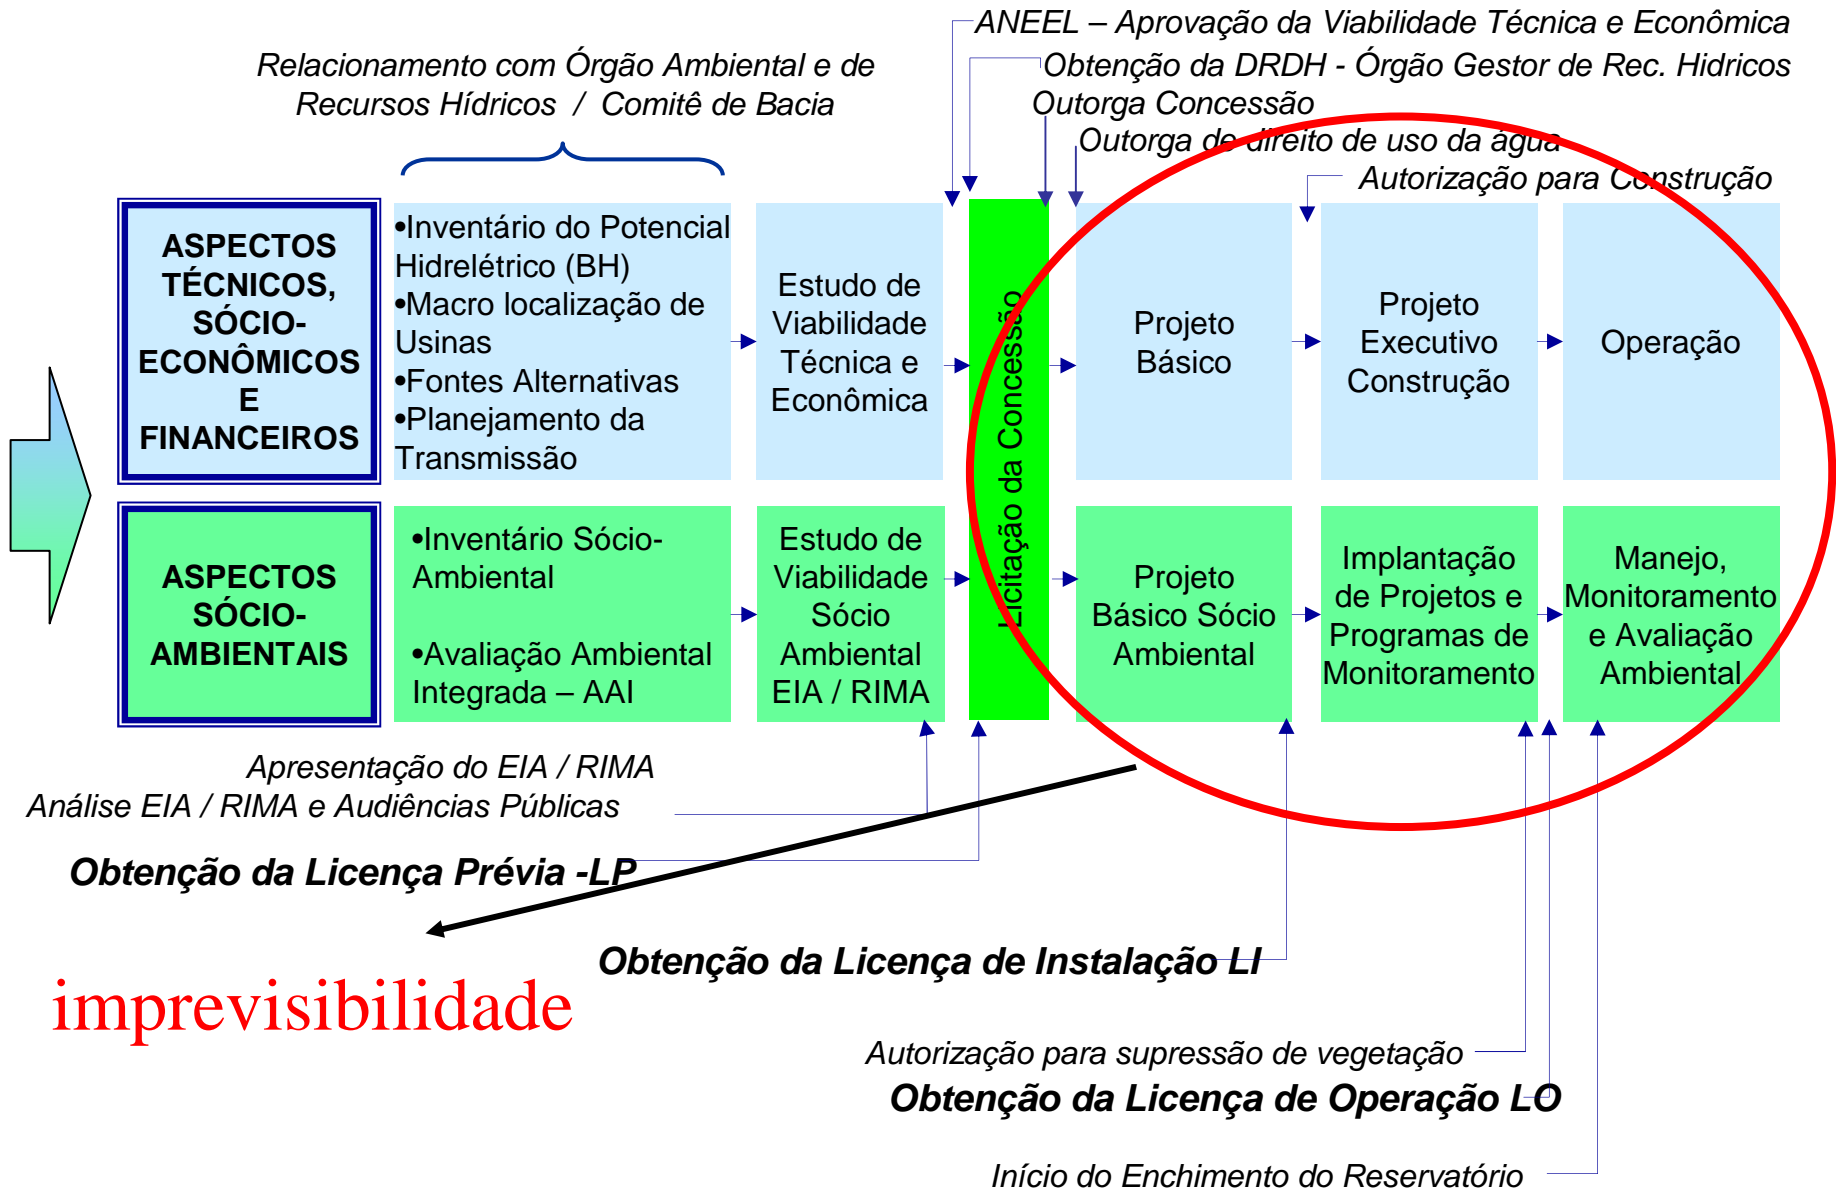 ANEEL – Aprovação da Viabilidade Técnica e Econômica
Relacionamento com Órgão Ambiental e de
Recursos Hídricos / Comitê de Bacia
Obtenção da DRDH - Órgão Gestor de Rec. Hidricos
Outorga Concessão
Outorga de direito de uso da água
Autorização para Construção
ASPECTOS
TÉCNICOS,
SÓCIO-
ECONÔMICOS
E
FINANCEIROS
•Inventário do Potencial
Hidrelétrico (BH)
•Macro localização de
Usinas
•Fontes Alternativas
•Planejamento da
Transmissão
Estudo de
Viabilidade
Técnica e
Econômica
Licitação da Concessão
Projeto
Básico
Projeto
Executivo
Construção
Operação
ASPECTOS
SÓCIO-
AMBIENTAIS
•Inventário Sócio-
Ambiental
•Avaliação Ambiental
Integrada – AAI
Estudo de
Viabilidade
Sócio
Ambiental
EIA / RIMA
Projeto
Básico Sócio
Ambiental
Implantação
de Projetos e
Programas de
Monitoramento
Manejo,
Monitoramento
e Avaliação
Ambiental
Apresentação do EIA / RIMA
Análise EIA / RIMA e Audiências Públicas
Obtenção da Licença Prévia -LP
Obtenção da Licença de Instalação LI
imprevisibilidade
Autorização para supressão de vegetação
Obtenção da Licença de Operação LO
Início do Enchimento do Reservatório